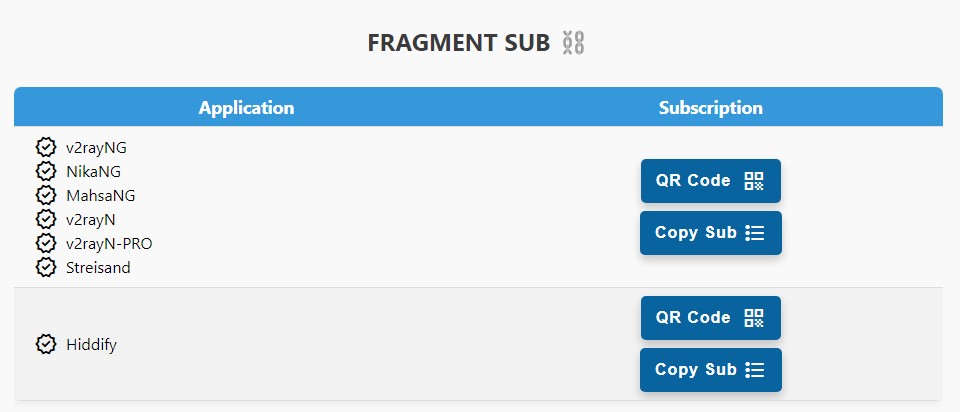 FRAGMENT SUB
Application Subscription
v2rayNG
NikaNG
MahsaNG
v2rayN
v2rayN-PRO
Streisand
QR Code
Copy Sub
Hiddify
QR Code
Copy Sub